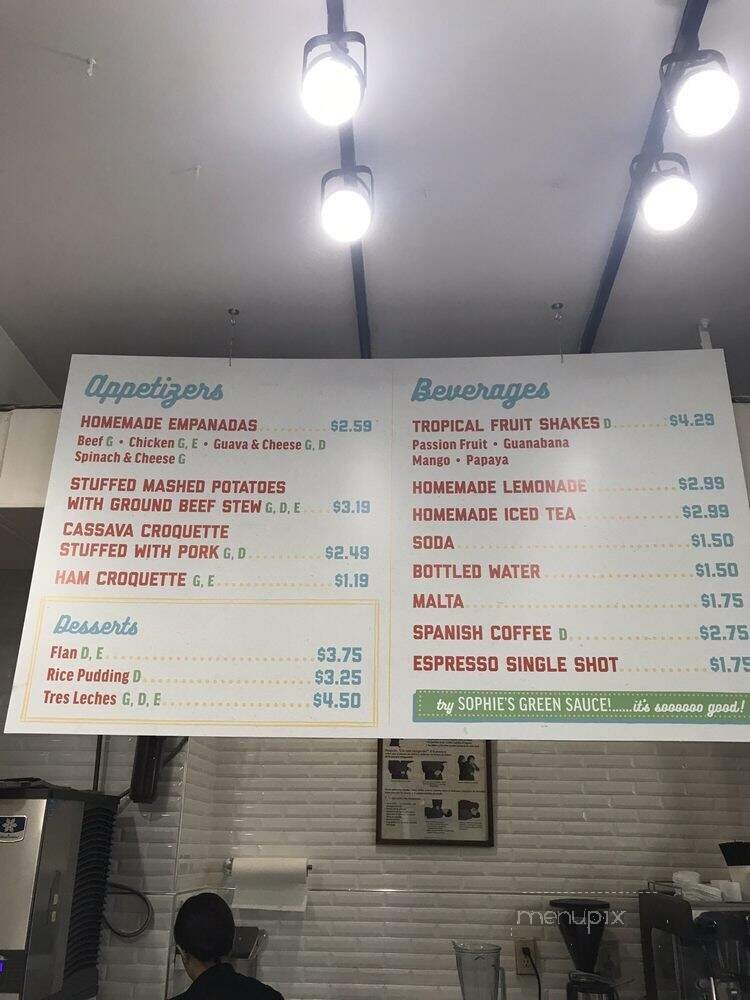 Appetizers
HOMEMADE EMPANADAS $2.59
Beef G • Chicken G, E • Guava & Cheese G, D
Spinach & Cheese G
STUFFED MASHED POTATOES
WITH GROUND BEEF STEW G, D, E $3.19
CASSAVA CROQUETTE
STUFFED WITH PORK G, D $2.49
HAM CROQUETTE G, E $1.19
Desserts
Flan D, E $3.75
Rice Pudding D $3.25
Tres Leches G, D, E $4.50
Beverages
TROPICAL FRUIT SHAKES D $4.29
Passion Fruit • Guanabana
Mango • Papaya
HOMEMADE LEMONADE $2.99
HOMEMADE ICED TEA $2.99
SODA $1.50
BOTTLED WATER $1.50
MALTA $1.75
SPANISH COFFEE D $2.75
ESPRESSO SINGLE SHOT $1.75
try SOPHIE'S GREEN SAUCE!......it's soooooo good!
menupix